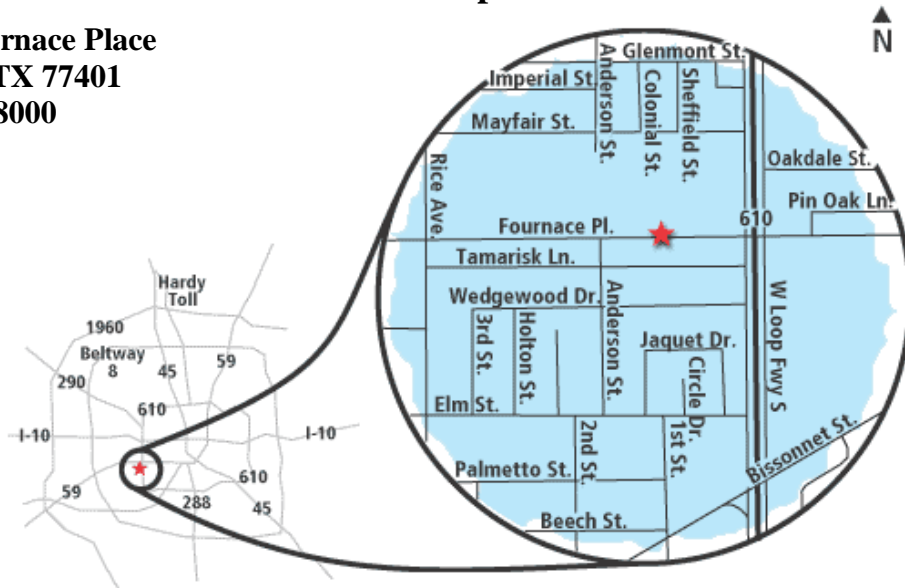 rnace Place
TX 77401
8000
N
Glenmont St.
Imperial St.
Anderson St.
Colonial St.
Sheffield St.
Mayfair St.
Rice Ave.
Oakdale St.
Pin Oak Ln.
610
Fournace Pl.
Tamarisk Ln.
Wedgewood Dr.
Anderson St.
W Loop Fwy S
3rd St.
Holton St.
Jaquet Dr.
Circle Dr.
Elm St.
2nd St.
1st St.
Bissonnet St.
Palmetto St.
Beech St.
Hardy
Toll
1960
Beltway
8
45
59
290
610
I-10
I-10
59
610
288
45